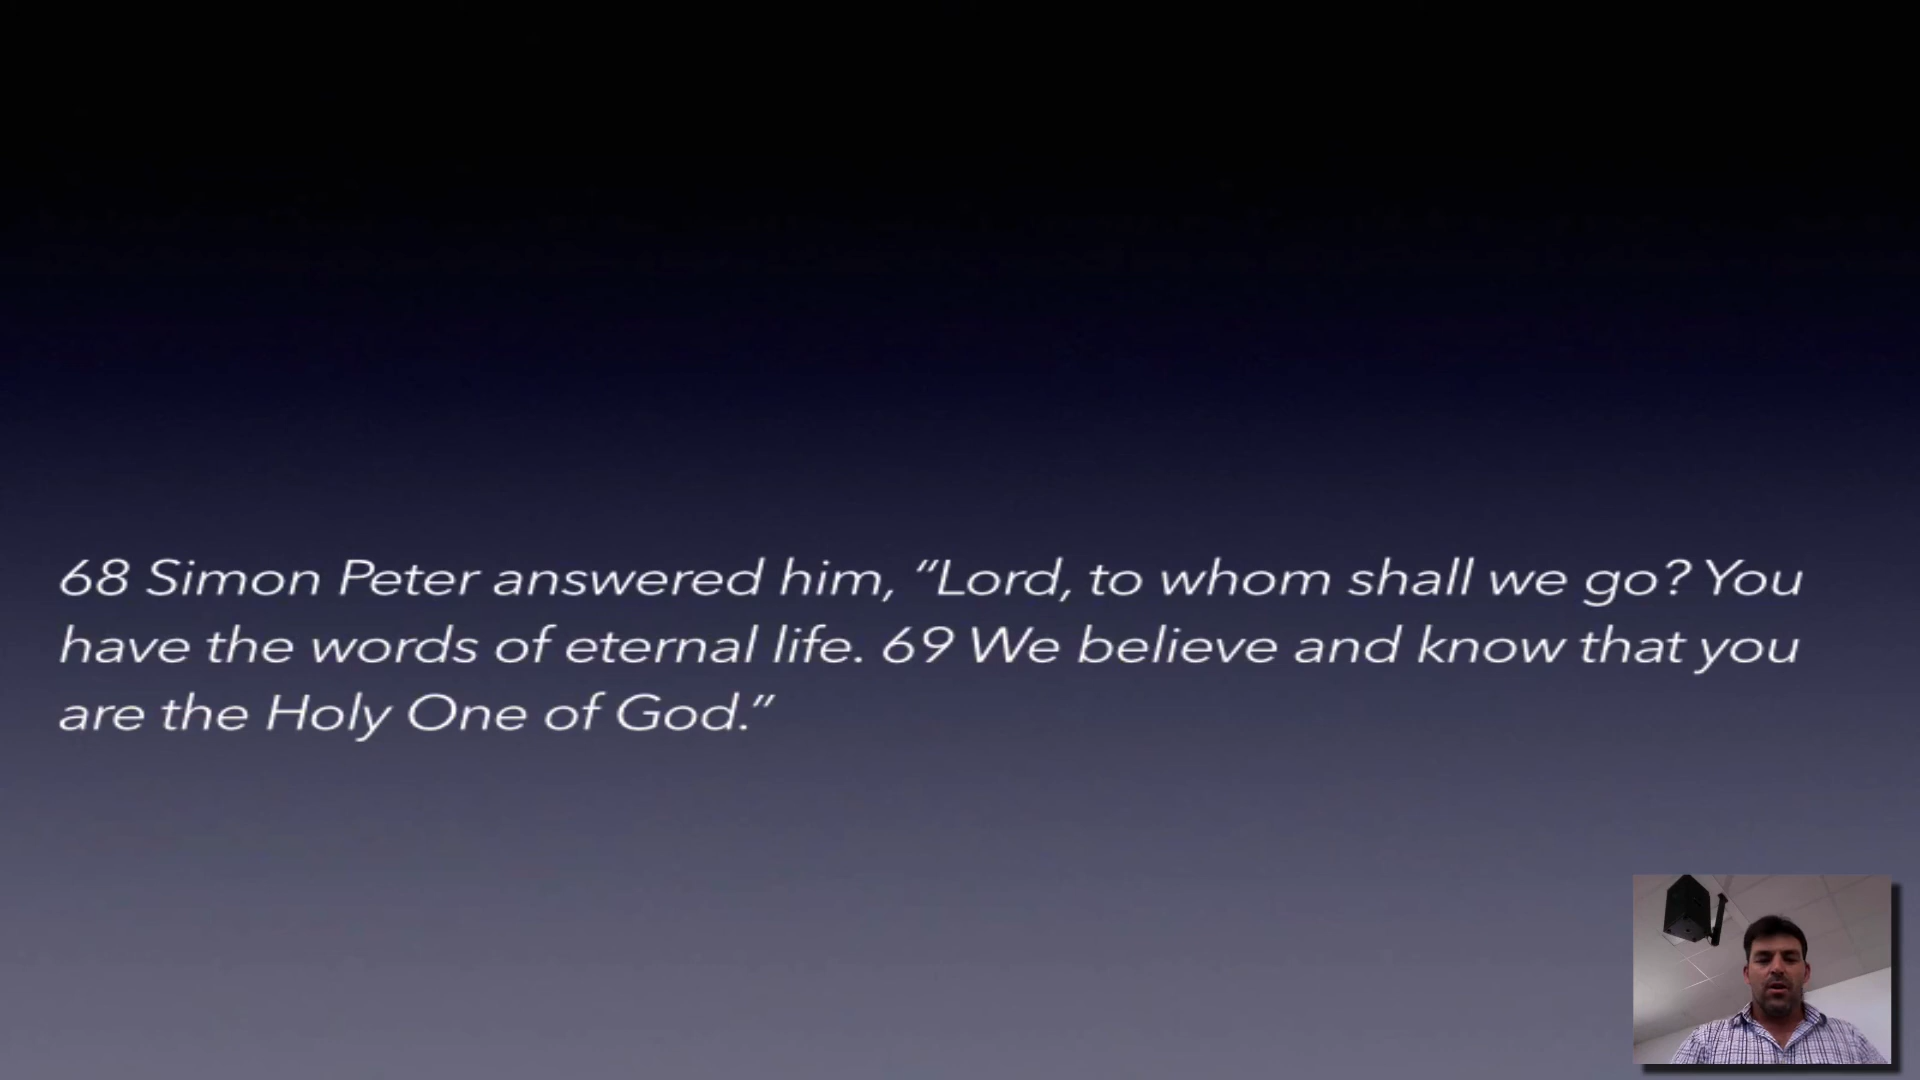 68 Simon Peter answered him, “Lord, to whom shall we go? You
have the words of eternal life. 69 We believe and know that you
are the Holy One of God.”